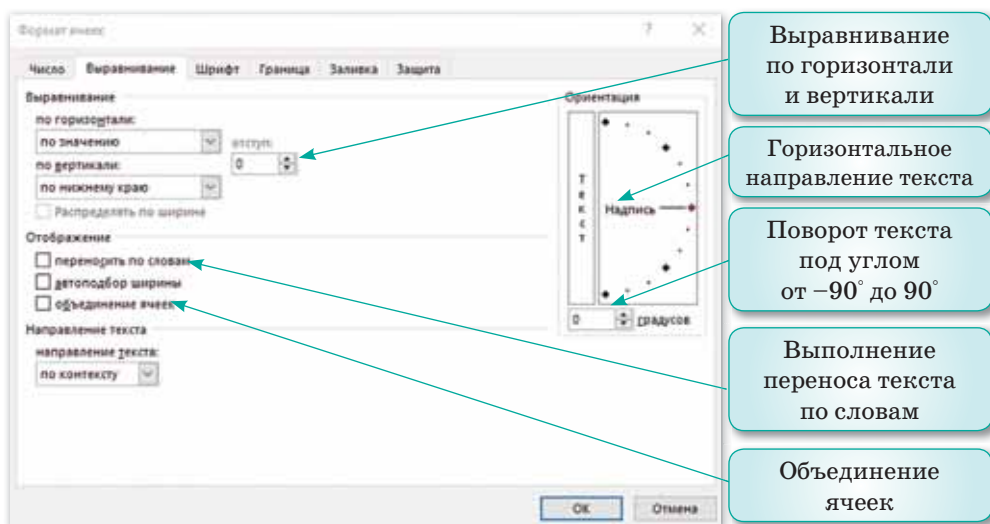 Формат ячеек
? ×
Число Выравнивание Шрифт Граница Заливка Защита
Выравнивание
по горизонтали:
по значению
отступ:
0
по вертикали:
по нижнему краю
Распределять по ширине
Отображение
переносить по словам
автоподбор ширины
объединение ячеек
Направление текста
направление текста:
по контексту
Ориентация
Текст
Надпись
0 градусов
ОК Отмена
Выравнивание
по горизонтали
и вертикали
Горизонтальное
направление текста
Поворот текста
под углом
от –90° до 90°
Выполнение
переноса текста
по словам
Объединение
ячеек